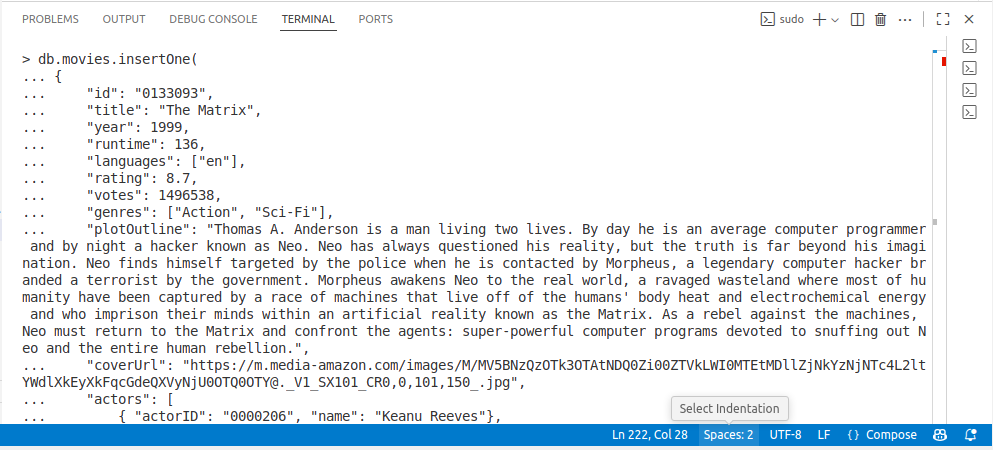 PROBLEMS OUTPUT DEBUG CONSOLE TERMINAL PORTS sudo
> db.movies.insertOne(
... {
...     "id": "0133093",
...     "title": "The Matrix",
...     "year": 1999,
...     "runtime": 136,
...     "languages": ["en"],
...     "rating": 8.7,
...     "votes": 1496538,
...     "genres": ["Action", "Sci-Fi"],
...     "plotOutline": "Thomas A. Anderson is a man living two lives. By day he is an average computer programmer
 and by night a hacker known as Neo. Neo has always questioned his reality, but the truth is far beyond his imagi
nation. Neo finds himself targeted by the police when he is contacted by Morpheus, a legendary computer hacker br
anded a terrorist by the government. Morpheus awakens Neo to the real world, a ravaged wasteland where most of hu
manity have been captured by a race of machines that live off of the humans' body heat and electrochemical energy
 and who imprison their minds within an artificial reality known as the Matrix. As a rebel against the machines,
Neo must return to the Matrix and confront the agents: super-powerful computer programs devoted to snuffing out N
eo and the entire human rebellion.",
...     "coverUrl": "https://m.media-amazon.com/images/M/MV5BNzQzOTk3OTAtNDQ0Zi00ZTVkLWI0MTEtMDllZjNkYzNjNTc4L2lt
YWdlXkEyXkFqcGdeQXVyNjU0OTQ0OTY@._V1_SX101_CR0,0,101,150_.jpg",
...     "actors": [
...         { "actorID": "0000206", "name": "Keanu Reeves"},
Select Indentation
Ln 222, Col 28 Spaces: 2 UTF-8 LF {} Compose